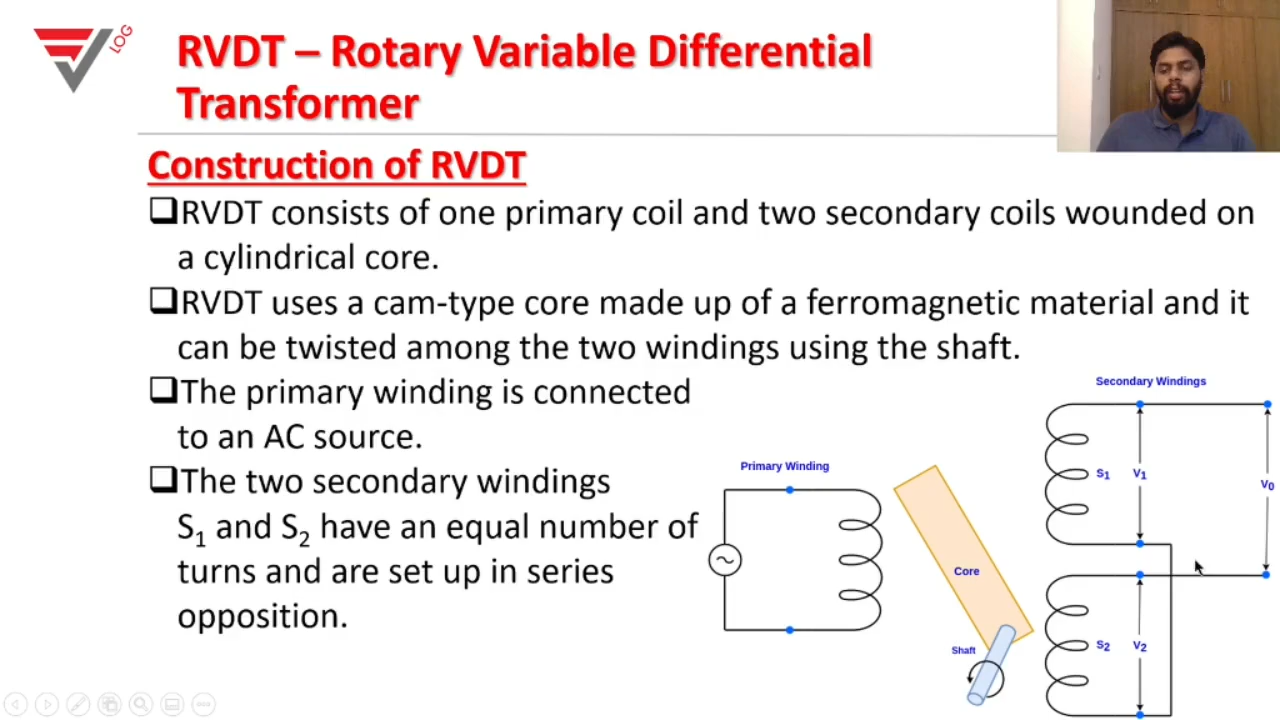 LOG
RVDT – Rotary Variable Differential
Transformer
Construction of RVDT
❑RVDT consists of one primary coil and two secondary coils wounded on
a cylindrical core.
❑RVDT uses a cam-type core made up of a ferromagnetic material and it
can be twisted among the two windings using the shaft.
❑The primary winding is connected
to an AC source.
❑The two secondary windings
S1 and S2 have an equal number of
turns and are set up in series
opposition.
Primary Winding
Core
Shaft
Secondary Windings
S1 V1
V0
S2 V2